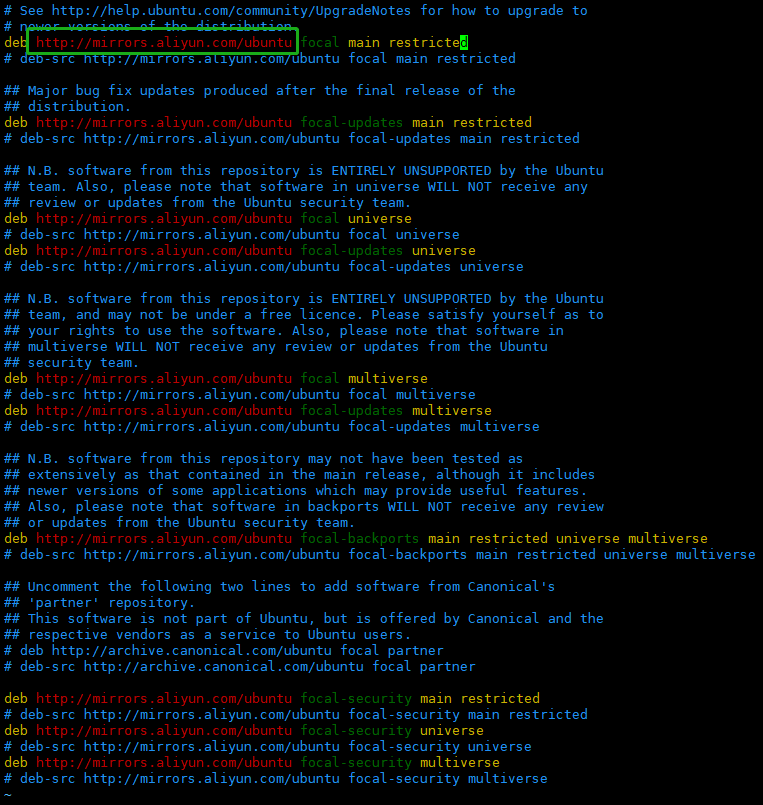 # See http://help.ubuntu.com/community/UpgradeNotes for how to upgrade to
# newer versions of the distribution.
deb http://mirrors.aliyun.com/ubuntu focal main restricted
# deb-src http://mirrors.aliyun.com/ubuntu focal main restricted
## Major bug fix updates produced after the final release of the
## distribution.
deb http://mirrors.aliyun.com/ubuntu focal-updates main restricted
# deb-src http://mirrors.aliyun.com/ubuntu focal-updates main restricted
## N.B. software from this repository is ENTIRELY UNSUPPORTED by the Ubuntu
## team. Also, please note that software in universe WILL NOT receive any
## review or updates from the Ubuntu security team.
deb http://mirrors.aliyun.com/ubuntu focal universe
# deb-src http://mirrors.aliyun.com/ubuntu focal universe
deb http://mirrors.aliyun.com/ubuntu focal-updates universe
# deb-src http://mirrors.aliyun.com/ubuntu focal-updates universe
## N.B. software from this repository is ENTIRELY UNSUPPORTED by the Ubuntu
## team, and may not be under a free licence. Please satisfy yourself as to
## your rights to use the software. Also, please note that software in
## multiverse WILL NOT receive any review or updates from the Ubuntu
## security team.
deb http://mirrors.aliyun.com/ubuntu focal multiverse
# deb-src http://mirrors.aliyun.com/ubuntu focal multiverse
deb http://mirrors.aliyun.com/ubuntu focal-updates multiverse
# deb-src http://mirrors.aliyun.com/ubuntu focal-updates multiverse
## N.B. software from this repository may not have been tested as
## extensively as that contained in the main release, although it includes
## newer versions of some applications which may provide useful features.
## Also, please note that software in backports WILL NOT receive any review
## or updates from the Ubuntu security team.
deb http://mirrors.aliyun.com/ubuntu focal-backports main restricted universe multiverse
# deb-src http://mirrors.aliyun.com/ubuntu focal-backports main restricted universe multiverse
## Uncomment the following two lines to add software from Canonical's
## 'partner' repository.
## This software is not part of Ubuntu, but is offered by Canonical and the
## respective vendors as a service to Ubuntu users.
# deb http://archive.canonical.com/ubuntu focal partner
# deb-src http://archive.canonical.com/ubuntu focal partner
deb http://mirrors.aliyun.com/ubuntu focal-security main restricted
# deb-src http://mirrors.aliyun.com/ubuntu focal-security main restricted
deb http://mirrors.aliyun.com/ubuntu focal-security universe
# deb-src http://mirrors.aliyun.com/ubuntu focal-security universe
deb http://mirrors.aliyun.com/ubuntu focal-security multiverse
# deb-src http://mirrors.aliyun.com/ubuntu focal-security multiverse
~